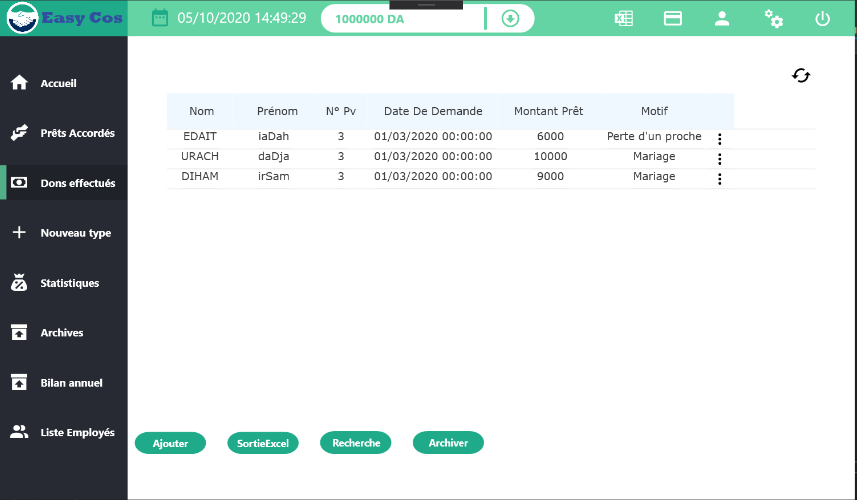 Easy Cos
05/10/2020 14:49:29
1000000 DA
Accueil
Prêts Accordés
Dons effectués
Nouveau type
Statistiques
Archives
Bilan annuel
Liste Employés
Nom Prénom N° Pv Date De Demande Montant Prêt Motif
EDAIT iaDah 3 01/03/2020 00:00:00 6000 Perte d'un proche
URACH daDja 3 01/03/2020 00:00:00 10000 Mariage
DIHAM irSam 3 01/03/2020 00:00:00 9000 Mariage
Ajouter SortieExcel Recherche Archiver